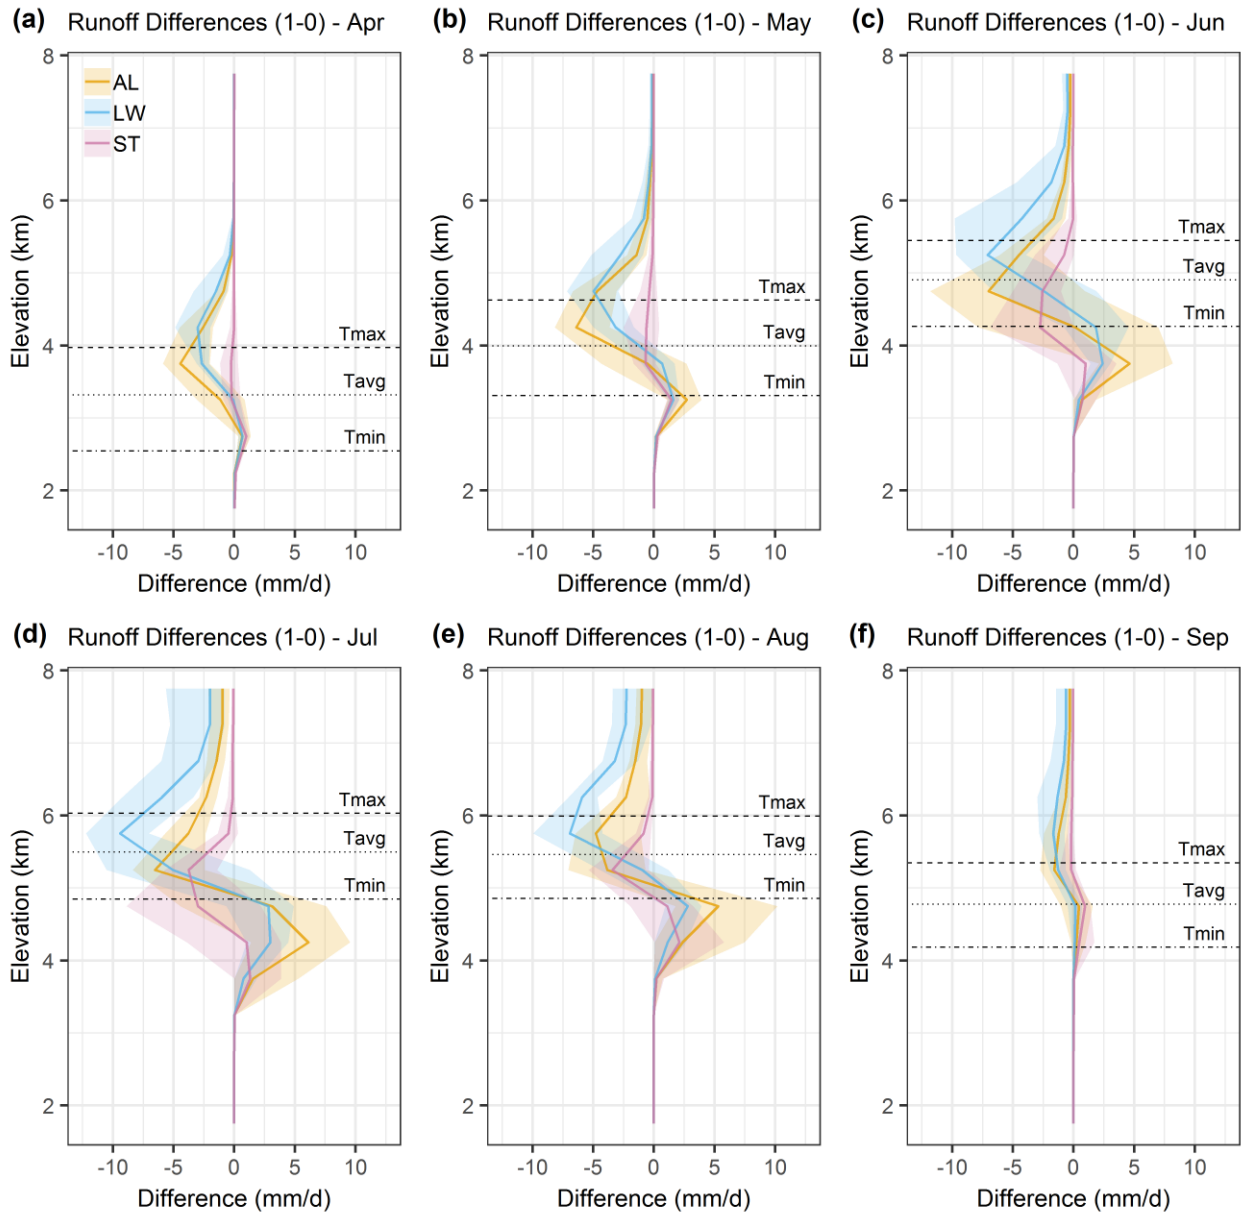 (a) Runoff Differences (1-0) - Apr
8
6
4
2
Elevation (km)
AL
LW
ST
Tmax
Tavg
Tmin
-10 -5 0 5 10
Difference (mm/d)
(b) Runoff Differences (1-0) - May
8
6
4
2
Elevation (km)
Tmax
Tavg
Tmin
-10 -5 0 5 10
Difference (mm/d)
(c) Runoff Differences (1-0) - Jun
8
6
4
2
Elevation (km)
Tmax
Tavg
Tmin
-10 -5 0 5 10
Difference (mm/d)
(d) Runoff Differences (1-0) - Jul
8
6
4
2
Elevation (km)
Tmax
Tavg
Tmin
-10 -5 0 5 10
Difference (mm/d)
(e) Runoff Differences (1-0) - Aug
8
6
4
2
Elevation (km)
Tmax
Tavg
Tmin
-10 -5 0 5 10
Difference (mm/d)
(f) Runoff Differences (1-0) - Sep
8
6
4
2
Elevation (km)
Tmax
Tavg
Tmin
-10 -5 0 5 10
Difference (mm/d)